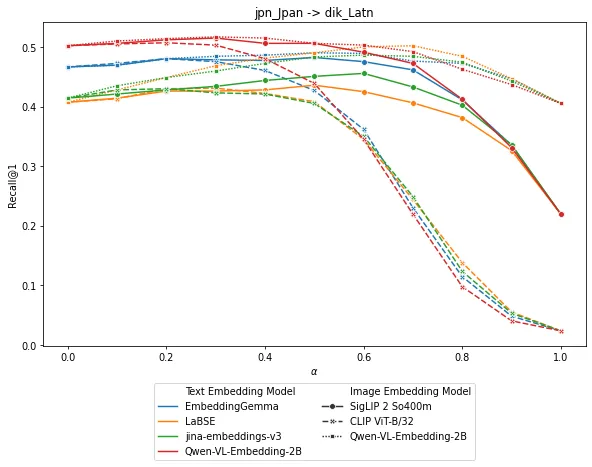 jpn_Jpan -> dik_Latn
Recall@1
0.5
0.4
0.3
0.2
0.1
0.0
0.0 0.2 0.4 0.6 0.8 1.0
α
Text Embedding Model
EmbeddingGemma
LaBSE
jina-embeddings-v3
Qwen-VL-Embedding-2B
Image Embedding Model
SigLIP 2 So400m
CLIP ViT-B/32
Qwen-VL-Embedding-2B